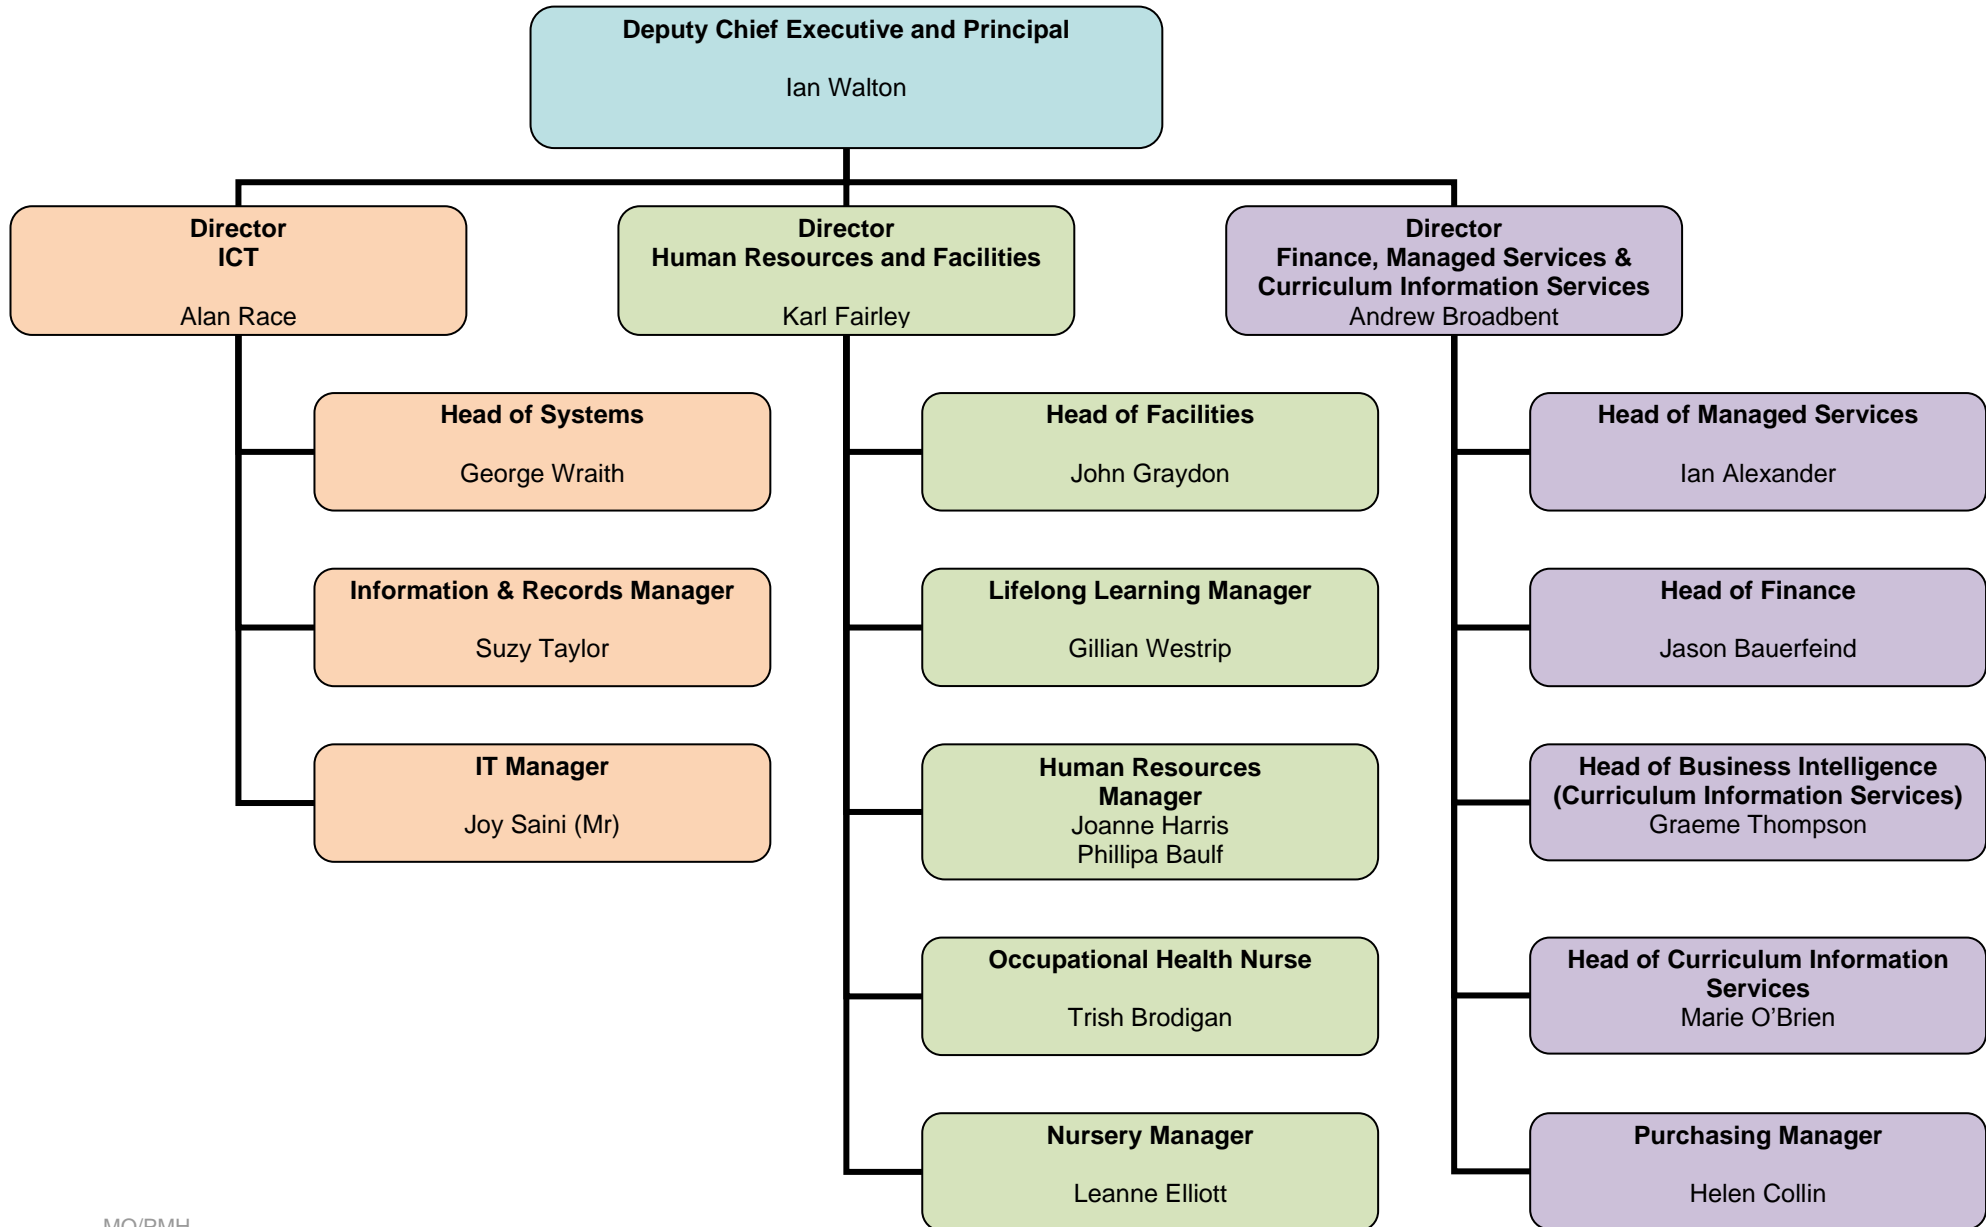 Deputy Chief Executive and Principal
Ian Walton
Director
ICT
Alan Race
Director
Human Resources and Facilities
Karl Fairley
Director
Finance, Managed Services &
Curriculum Information Services
Andrew Broadbent
Head of Systems
George Wraith
Information & Records Manager
Suzy Taylor
IT Manager
Joy Saini (Mr)
Head of Facilities
John Graydon
Lifelong Learning Manager
Gillian Westrip
Human Resources
Manager
Joanne Harris
Phillipa Baulf
Occupational Health Nurse
Trish Brodigan
Nursery Manager
Leanne Elliott
Head of Managed Services
Ian Alexander
Head of Finance
Jason Bauerfeind
Head of Business Intelligence
(Curriculum Information Services)
Graeme Thompson
Head of Curriculum Information
Services
Marie O’Brien
Purchasing Manager
Helen Collin